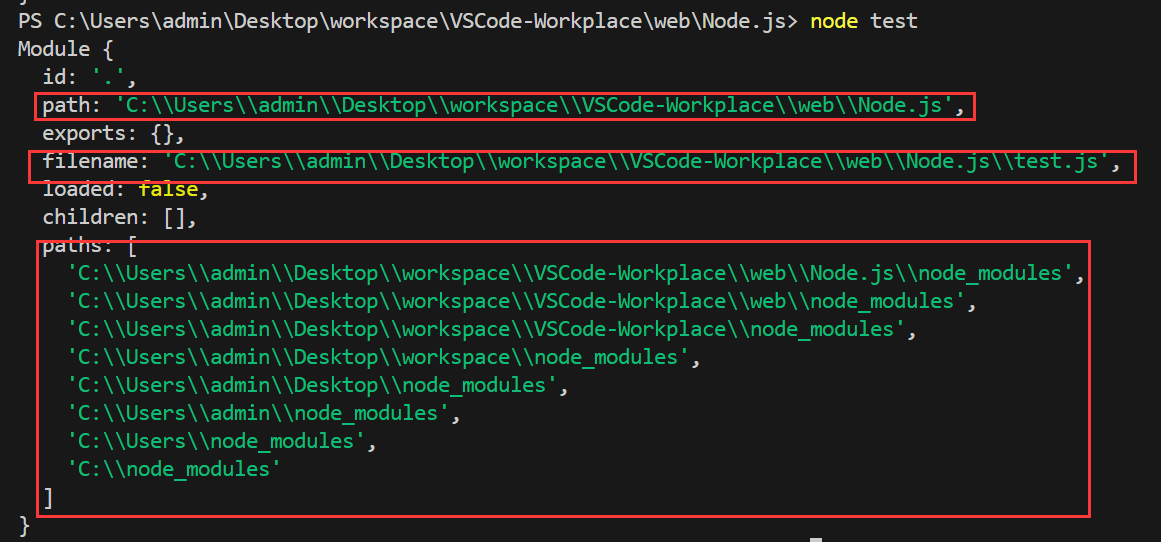 }
PS C:\Users\admin\Desktop\workspace\VSCode-Workplace\web\Node.js> node test
Module {
  id: '.',
  path: 'C:\\Users\\admin\\Desktop\\workspace\\VSCode-Workplace\\web\\Node.js',
  exports: {},
  filename: 'C:\\Users\\admin\\Desktop\\workspace\\VSCode-Workplace\\web\\Node.js\\test.js',
  loaded: false,
  children: [],
  paths: [
    'C:\\Users\\admin\\Desktop\\workspace\\VSCode-Workplace\\web\\Node.js\\node_modules',
    'C:\\Users\\admin\\Desktop\\workspace\\VSCode-Workplace\\web\\node_modules',
    'C:\\Users\\admin\\Desktop\\workspace\\VSCode-Workplace\\node_modules',
    'C:\\Users\\admin\\Desktop\\workspace\\node_modules',
    'C:\\Users\\admin\\Desktop\\node_modules',
    'C:\\Users\\admin\\node_modules',
    'C:\\Users\\node_modules',
    'C:\\node_modules'
  ]
}